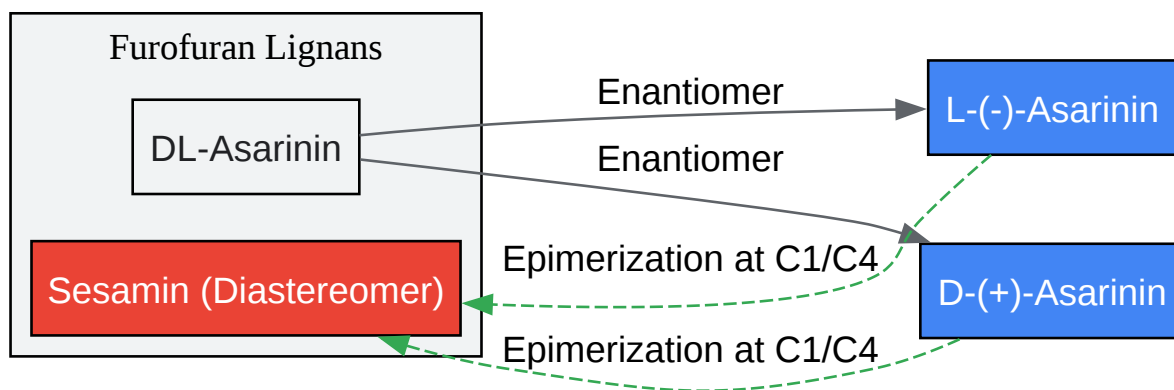 Furofuran Lignans
DL-Asarinin
Enantiomer
L-(-)-Asarinin
Enantiomer
Sesamin (Diastereomer)
Epimerization at C1/C4
D-(+)-Asarinin
Epimerization at C1/C4